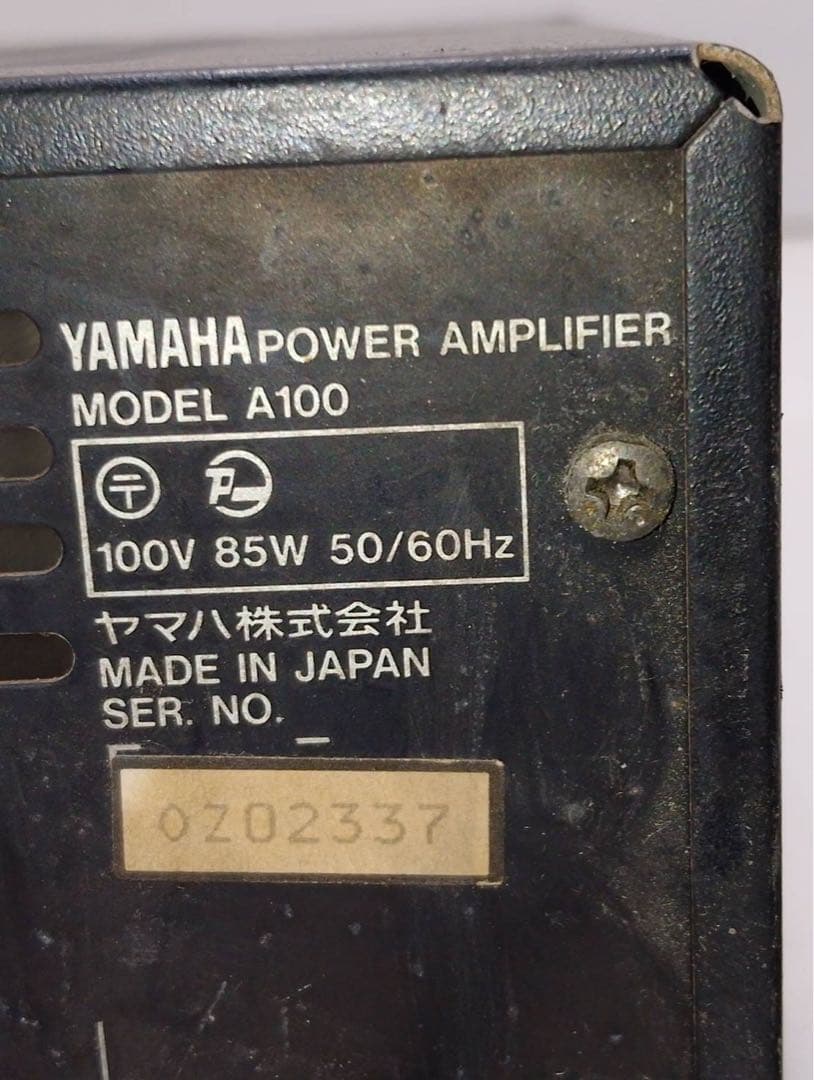 YAMAHA POWER AMPLIFIER
MODEL A100
〒
100V 85W 50/60Hz
ヤマハ株式会社
MADE IN JAPAN
SER. NO.
OZ02337